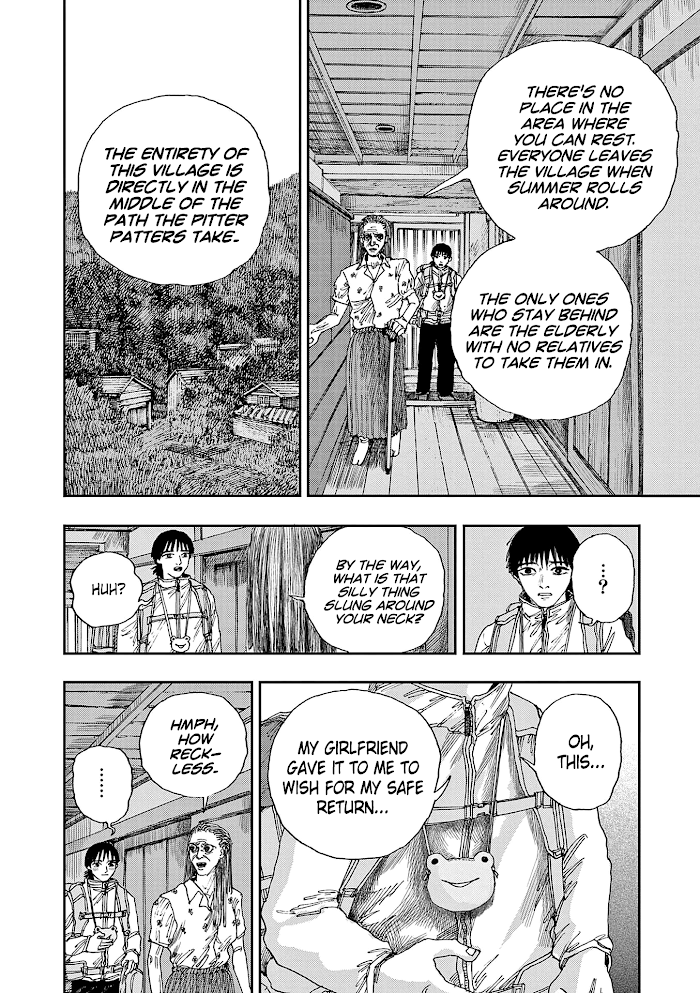 THERE'S NO
PLACE IN THE
AREA WHERE
YOU CAN REST.
EVERYONE LEAVES
THE VILLAGE WHEN
SUMMER ROLLS
AROUND.
THE ONLY ONES
WHO STAY BEHIND
ARE THE ELDERLY
WITH NO RELATIVES
TO TAKE THEM IN.
THE ENTIRETY OF
THIS VILLAGE IS
DIRECTLY IN THE
MIDDLE OF THE
PATH THE PITTER
PATTERS TAKE.
...?
BY THE WAY,
WHAT IS THAT
SILLY THING
SLUNG AROUND
YOUR NECK?
HUH?
OH,
THIS...
MY GIRLFRIEND
GAVE IT TO ME TO
WISH FOR MY SAFE
RETURN...
HMPH,
HOW
RECK-
LESS.
......